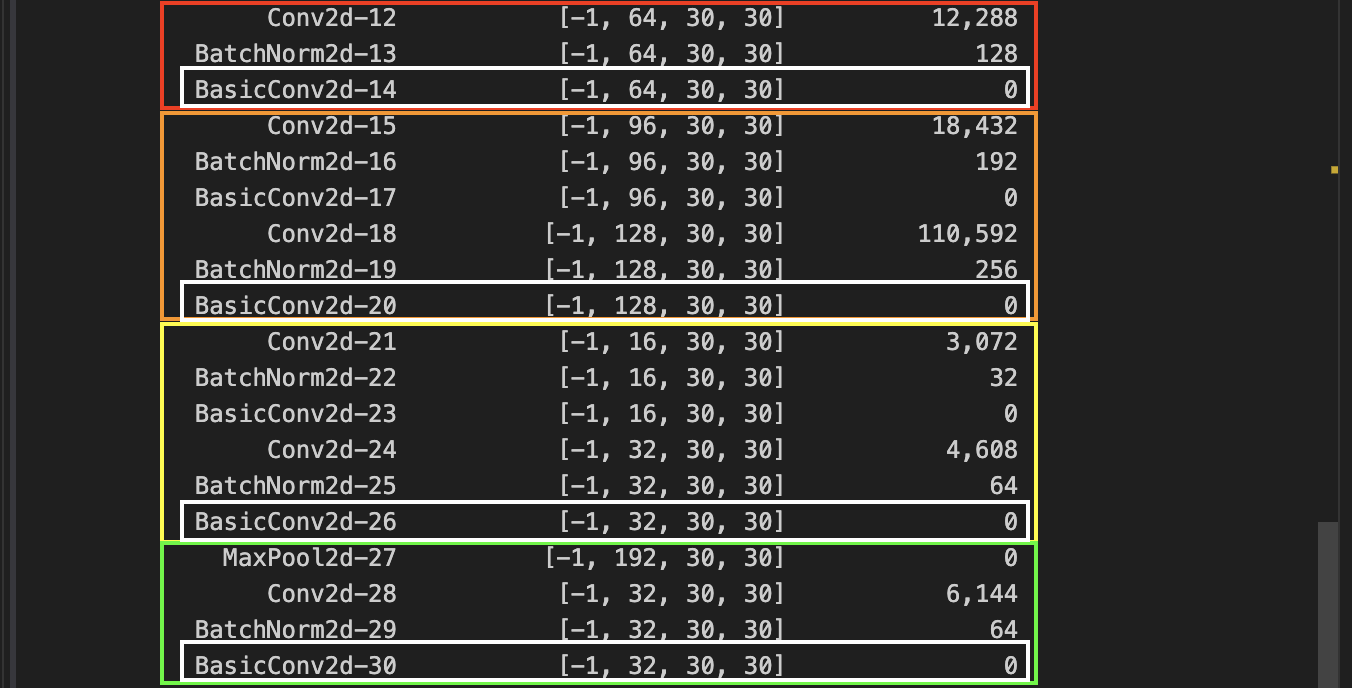 Conv2d-12 [-1, 64, 30, 30] 12,288
BatchNorm2d-13 [-1, 64, 30, 30] 128
BasicConv2d-14 [-1, 64, 30, 30] 0
Conv2d-15 [-1, 96, 30, 30] 18,432
BatchNorm2d-16 [-1, 96, 30, 30] 192
BasicConv2d-17 [-1, 96, 30, 30] 0
Conv2d-18 [-1, 128, 30, 30] 110,592
BatchNorm2d-19 [-1, 128, 30, 30] 256
BasicConv2d-20 [-1, 128, 30, 30] 0
Conv2d-21 [-1, 16, 30, 30] 3,072
BatchNorm2d-22 [-1, 16, 30, 30] 32
BasicConv2d-23 [-1, 16, 30, 30] 0
Conv2d-24 [-1, 32, 30, 30] 4,608
BatchNorm2d-25 [-1, 32, 30, 30] 64
BasicConv2d-26 [-1, 32, 30, 30] 0
MaxPool2d-27 [-1, 192, 30, 30] 0
Conv2d-28 [-1, 32, 30, 30] 6,144
BatchNorm2d-29 [-1, 32, 30, 30] 64
BasicConv2d-30 [-1, 32, 30, 30] 0